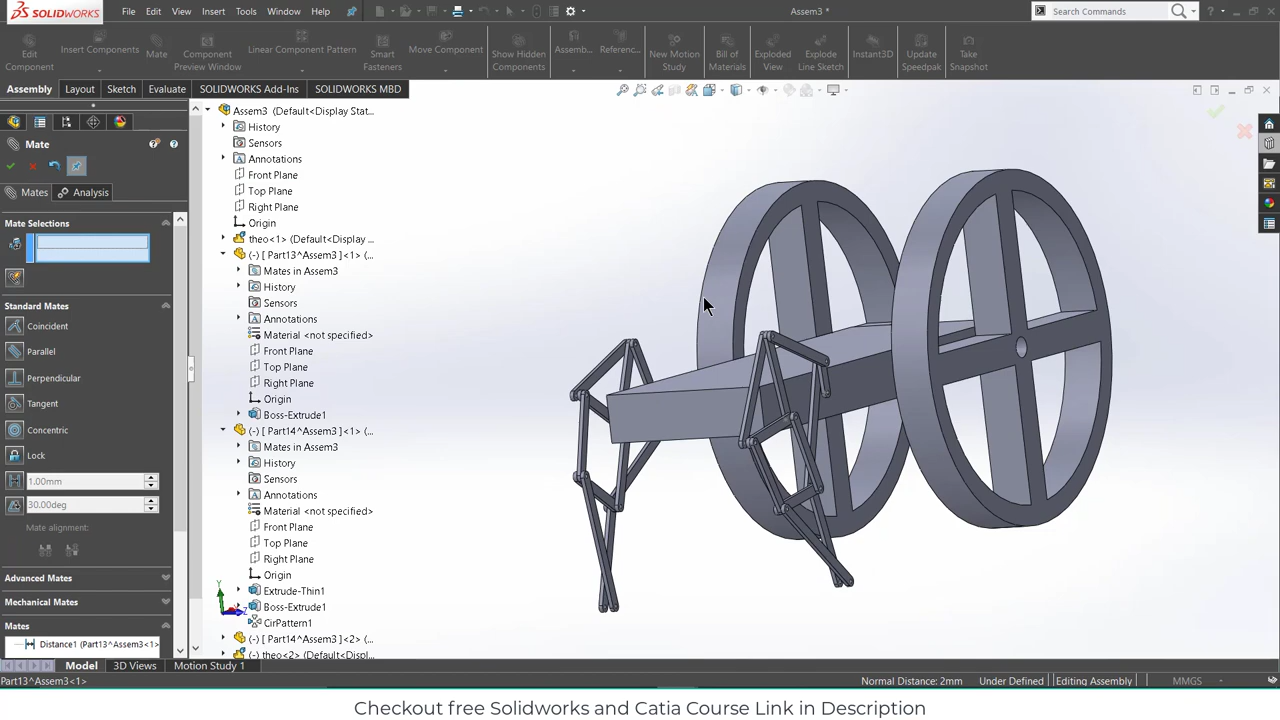 SOLIDWORKS File Edit View Insert Tools Window Help Assem3 * Search Commands ?
Edit Component Insert Components Mate Component Preview Window Linear Component Pattern Smart Fasteners Move Component Show Hidden Components Assemb... Referenc... New Motion Study Bill of Materials Exploded View Explode Line Sketch Instant3D Update Speedpak Take Snapshot
Assembly Layout Sketch Evaluate SOLIDWORKS Add-Ins SOLIDWORKS MBD
Mate
Mates Analysis
Mate Selections
Standard Mates
Coincident
Parallel
Perpendicular
Tangent
Concentric
Lock
1.00mm
30.00deg
Mate alignment:
Advanced Mates
Mechanical Mates
Mates
Distance1 (Part13^Assem3<1>
Assem3 (Default<Display Stat...
History
Sensors
Annotations
Front Plane
Top Plane
Right Plane
Origin
theo<1> (Default<Display ...
(-) [ Part13^Assem3 ]<1> (...
Mates in Assem3
History
Sensors
Annotations
Material <not specified>
Front Plane
Top Plane
Right Plane
Origin
Boss-Extrude1
(-) [ Part14^Assem3 ]<1> (...
Mates in Assem3
History
Sensors
Annotations
Material <not specified>
Front Plane
Top Plane
Right Plane
Origin
Extrude-Thin1
Boss-Extrude1
CirPattern1
(-) [ Part14^Assem3 ]<2> (...
(-) theo<2> (Default<Displ...
Y
Z
Model 3D Views Motion Study 1
Part13^Assem3<1> Normal Distance: 2mm Under Defined Editing Assembly MMGS
Checkout free Solidworks and Catia Course Link in Description